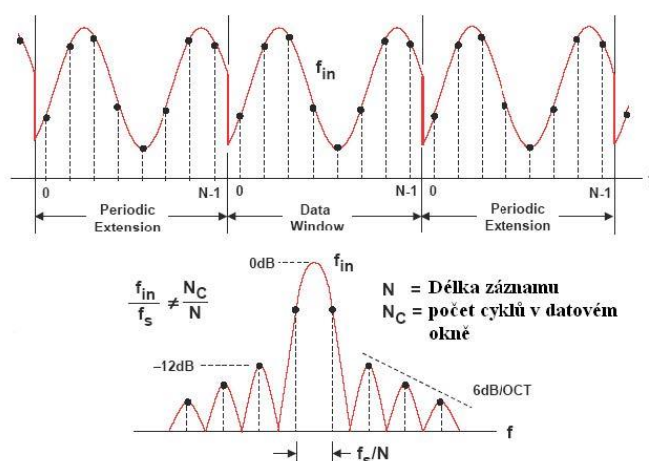 f_in
0 N-1 0 N-1 0 N-1
Periodic Extension
Data Window
Periodic Extension
0dB
f_in
f_in / f_s ≠ N_C / N
N = Délka záznamu
N_C = počet cyklů v datovém
okně
–12dB
6dB/OCT
f
f_s/N